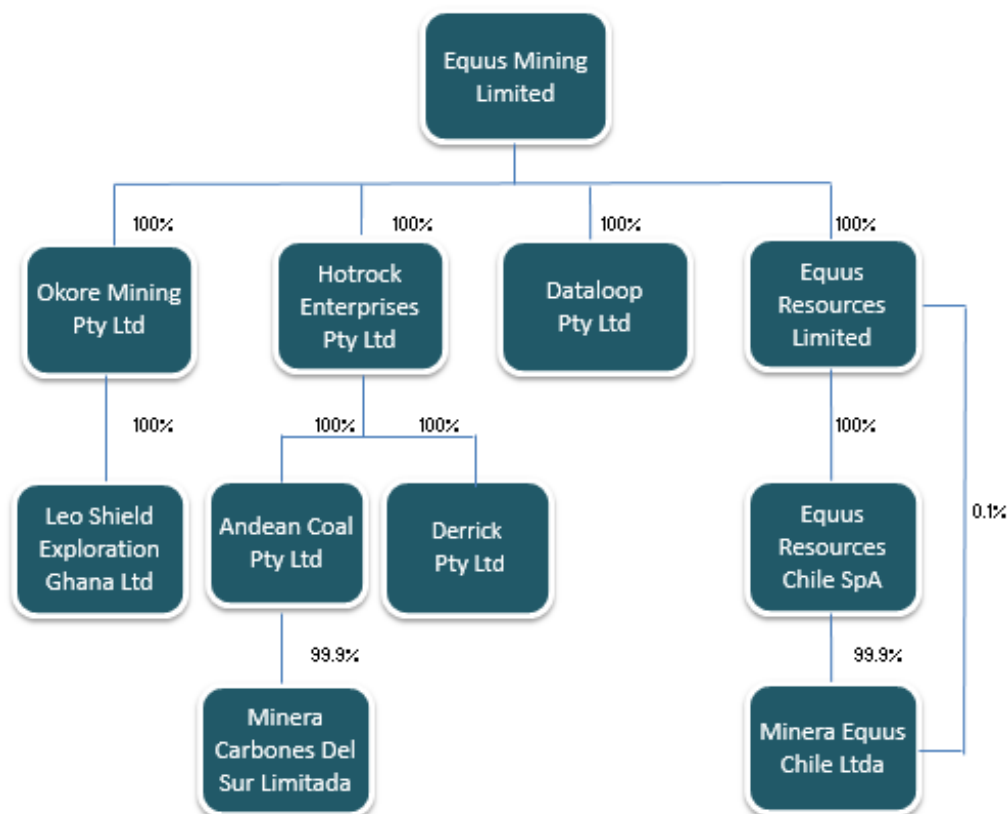 Equus Mining
Limited
100%
100%
100%
100%
Okore Mining
Pty Ltd
Hotrock
Enterprises
Pty Ltd
Dataloop
Pty Ltd
Equus
Resources
Limited
100%
100%
100%
100%
Leo Shield
Exploration
Ghana Ltd
Andean Coal
Pty Ltd
Derrick
Pty Ltd
Equus
Resources
Chile SpA
0.1%
99.9%
99.9%
Minera
Carbones Del
Sur Limitada
Minera Equus
Chile Ltda